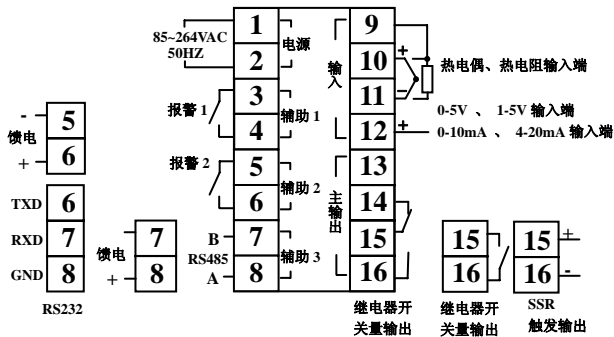 85~264VAC
50HZ
1
2
电源
报警 1
3
4
辅助 1
报警 2
5
6
辅助 2
B
RS485
A
7
8
辅助 3
输入
9
10
+
11
−
12
+
热电偶、热电阻输入端
0-5V 、 1-5V 输入端
0-10mA 、 4-20mA 输入端
主输出
13
14
15
16
继电器开
关量输出
-
馈电
+
5
6
TXD
RXD
GND
6
7
8
RS232
馈电
+
7
8
15
16
继电器开
关量输出
15
16
+
-
SSR
触发输出